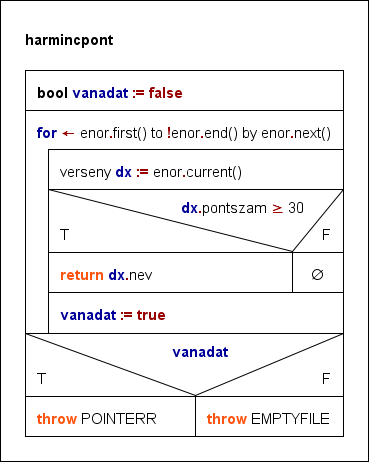 harmincpont
bool vanadat := false
for ← enor.first() to !enor.end() by enor.next()
verseny dx := enor.current()
dx.pontszam ≥ 30
T F
return dx.nev ∅
vanadat := true
vanadat
T F
throw POINTERR throw EMPTYFILE